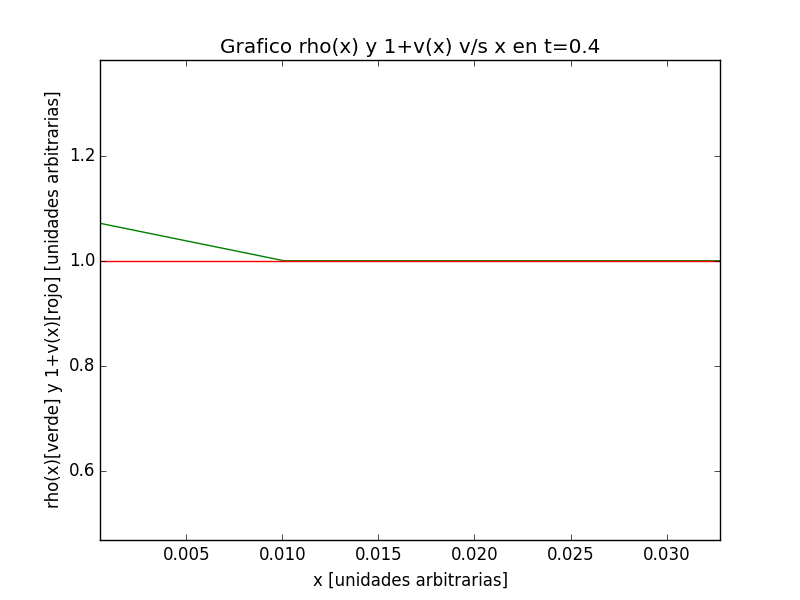 Grafico rho(x) y 1+v(x) v/s x en t=0.4
rho(x)[verde] y 1+v(x)[rojo] [unidades arbitrarias]
1.2
1.0
0.8
0.6
0.005 0.010 0.015 0.020 0.025 0.030
x [unidades arbitrarias]